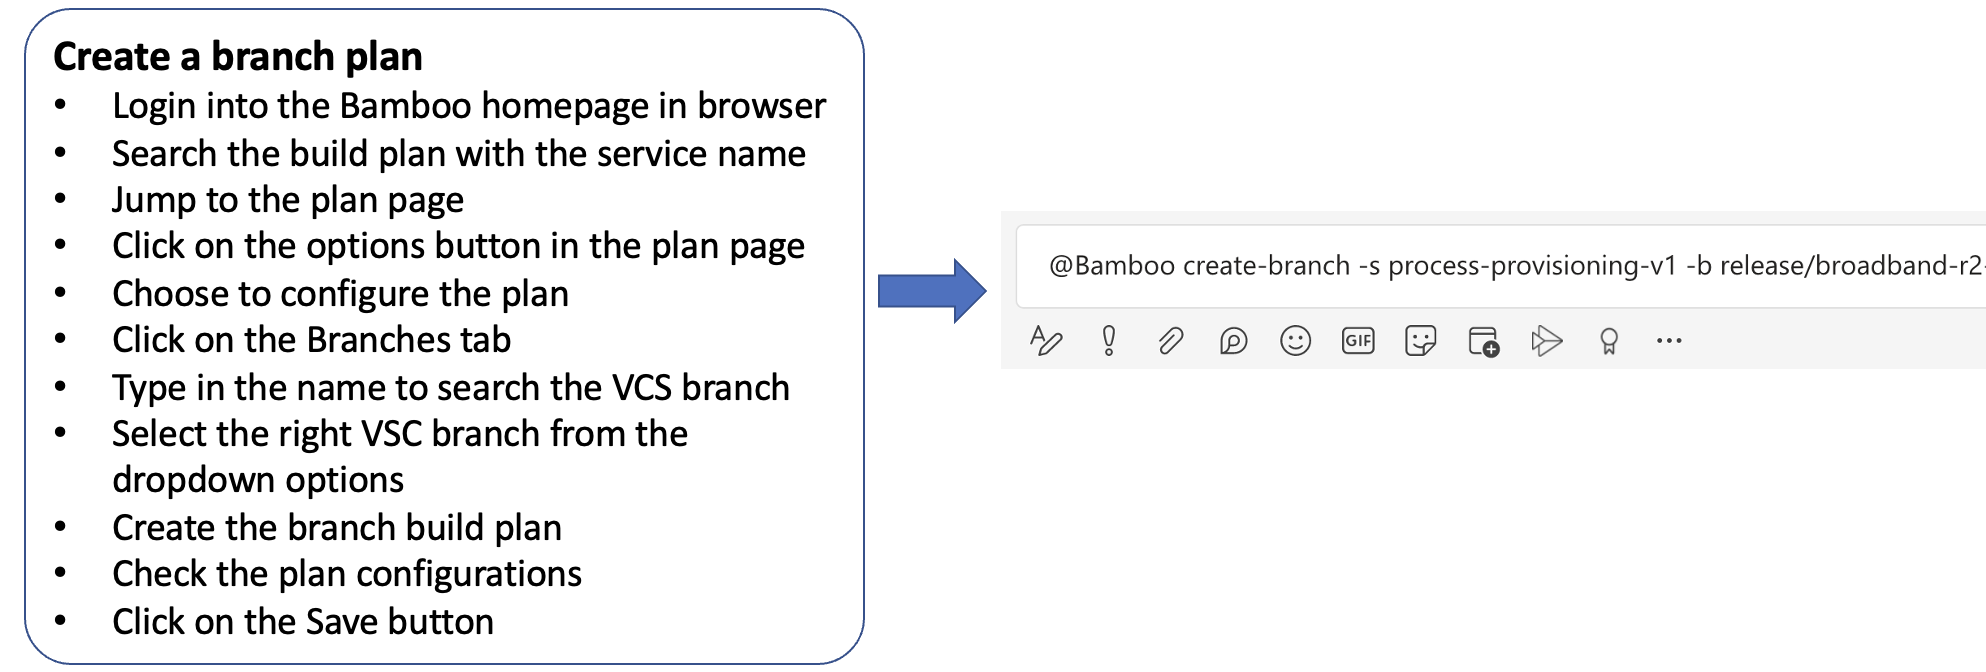 Create a branch plan
• Login into the Bamboo homepage in browser
• Search the build plan with the service name
• Jump to the plan page
• Click on the options button in the plan page
• Choose to configure the plan
• Click on the Branches tab
• Type in the name to search the VCS branch
• Select the right VSC branch from the
dropdown options
• Create the branch build plan
• Check the plan configurations
• Click on the Save button
@Bamboo create-branch -s process-provisioning-v1 -b release/broadband-r2-
GIF